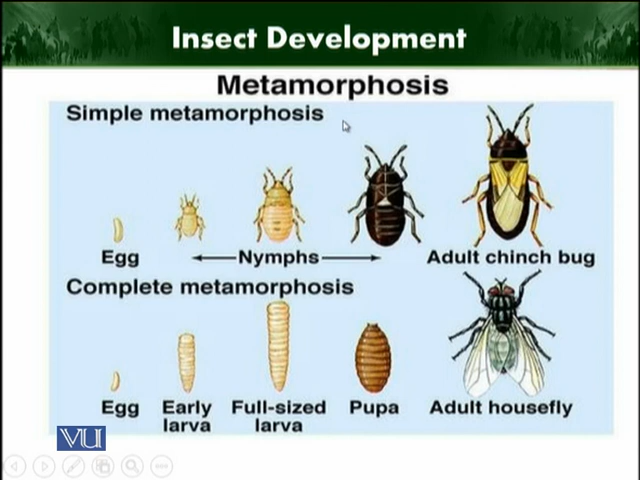 Insect Development
Metamorphosis
Simple metamorphosis
Egg
Nymphs
Adult chinch bug
Complete metamorphosis
Egg
Early
larva
Full-sized
larva
Pupa
Adult housefly
VU